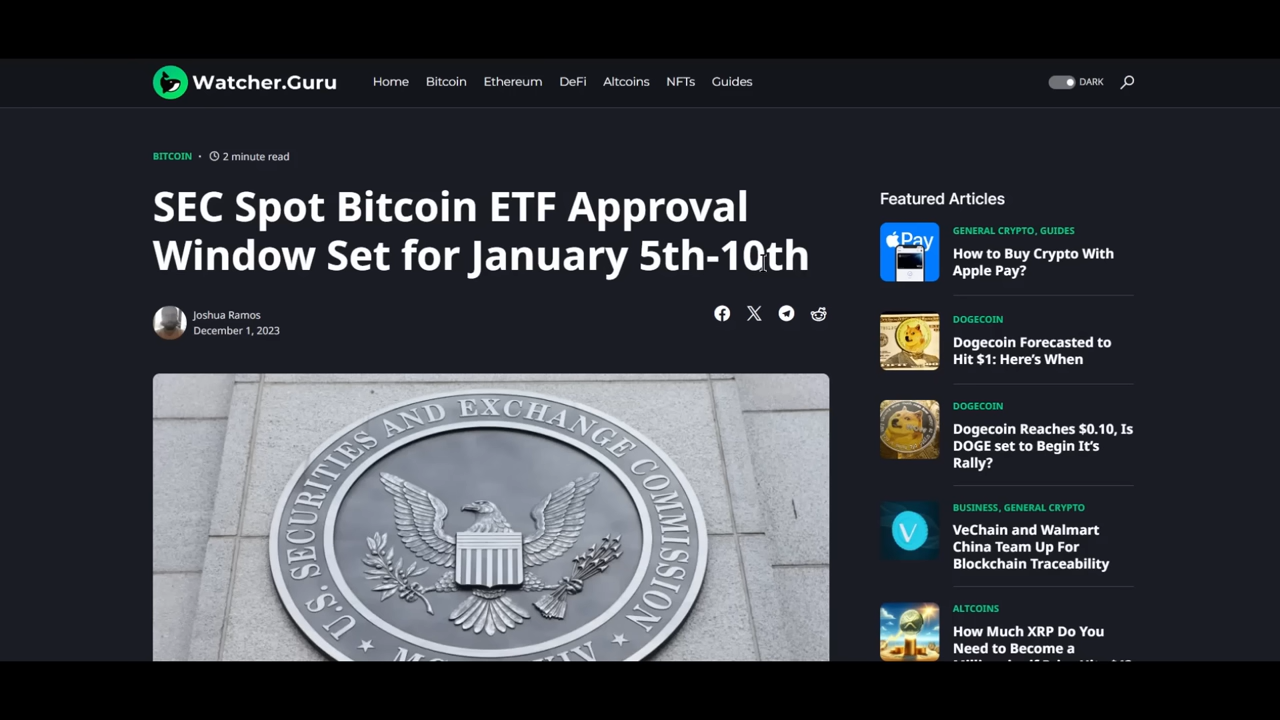 Watcher.Guru
Home Bitcoin Ethereum DeFi Altcoins NFTs Guides
DARK
BITCOIN • 2 minute read
SEC Spot Bitcoin ETF Approval
Window Set for January 5th-10th
Joshua Ramos
December 1, 2023
U.S. SECURITIES AND EXCHANGE COMMISSION
Featured Articles
Pay
GENERAL CRYPTO, GUIDES
How to Buy Crypto With
Apple Pay?
DOGECOIN
Dogecoin Forecasted to
Hit $1: Here's When
DOGECOIN
Dogecoin Reaches $0.10, Is
DOGE set to Begin It's
Rally?
BUSINESS, GENERAL CRYPTO
VeChain and Walmart
China Team Up For
Blockchain Traceability
ALTCOINS
How Much XRP Do You
Need to Become a